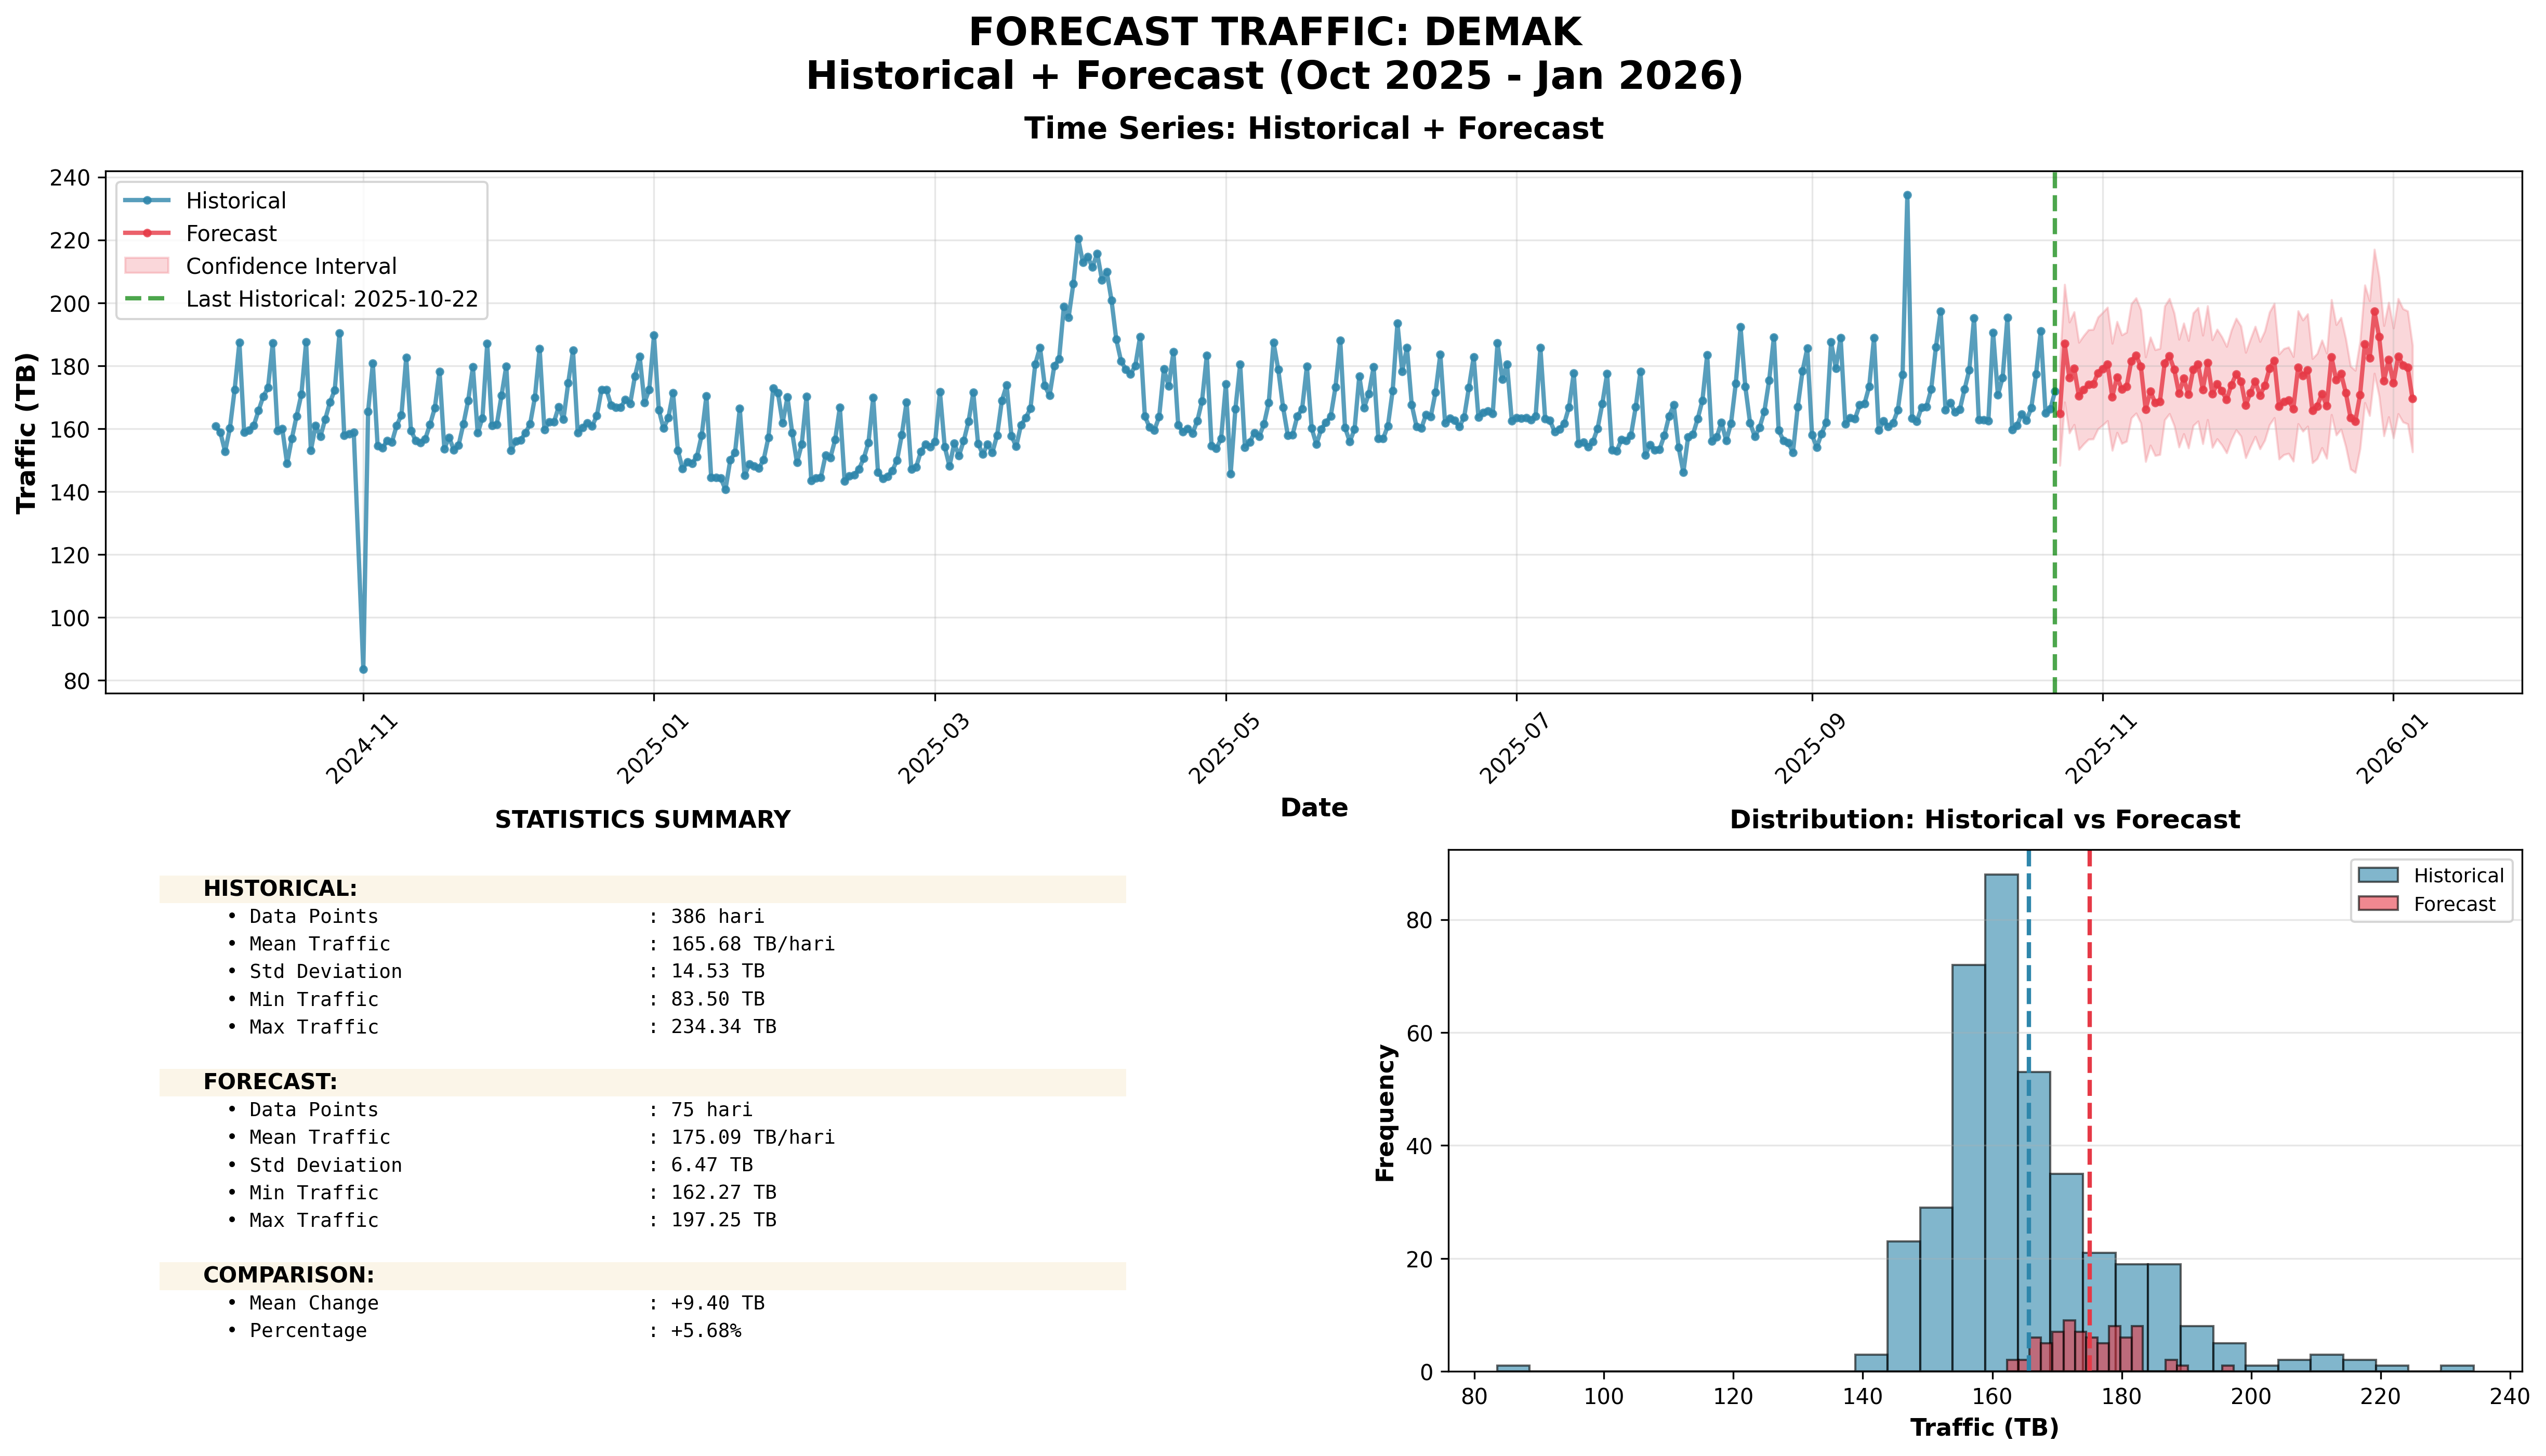 FORECAST TRAFFIC: DEMAK
Historical + Forecast (Oct 2025 - Jan 2026)
Time Series: Historical + Forecast
Traffic (TB)
240
220
200
180
160
140
120
100
80
Historical
Forecast
Confidence Interval
Last Historical: 2025-10-22
2024-11
2025-01
2025-03
2025-05
2025-07
2025-09
2025-11
2026-01
Date
STATISTICS SUMMARY
HISTORICAL:
• Data Points : 386 hari
• Mean Traffic : 165.68 TB/hari
• Std Deviation : 14.53 TB
• Min Traffic : 83.50 TB
• Max Traffic : 234.34 TB
FORECAST:
• Data Points : 75 hari
• Mean Traffic : 175.09 TB/hari
• Std Deviation : 6.47 TB
• Min Traffic : 162.27 TB
• Max Traffic : 197.25 TB
COMPARISON:
• Mean Change : +9.40 TB
• Percentage : +5.68%
Distribution: Historical vs Forecast
Frequency
80
60
40
20
0
Historical
Forecast
80
100
120
140
160
180
200
220
240
Traffic (TB)